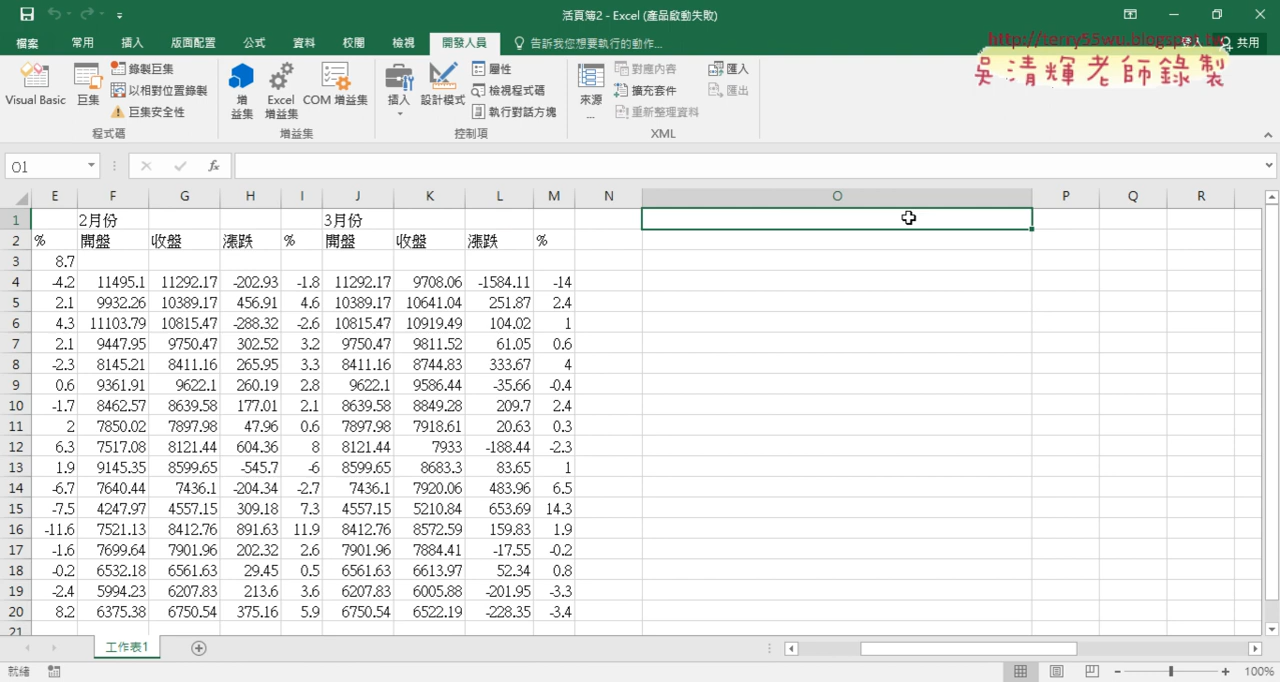 活頁簿2 - Excel (產品啟動失敗)
檔案 常用 插入 版面配置 公式 資料 校閱 檢視 開發人員 告訴我您想要執行的動作... 共用
http://terry55wu.blogspot.tw
吳清輝老師錄製
Visual Basic 巨集 錄製巨集 以相對位置錄製 巨集安全性
增益集 Excel 增益集 COM 增益集
插入 設計模式 屬性 檢視程式碼 執行對話方塊
來源... 對應內容 擴充套件 重新整理資料 匯入 匯出
程式碼 增益集 控制項 XML
O1 fx
E F G H I J K L M N O P Q R
1 2月份 3月份
2 % 開盤 收盤 漲跌 % 開盤 收盤 漲跌 %
3 8.7
4 -4.2 11495.1 11292.17 -202.93 -1.8 11292.17 9708.06 -1584.11 -14
5 2.1 9932.26 10389.17 456.91 4.6 10389.17 10641.04 251.87 2.4
6 4.3 11103.79 10815.47 -288.32 -2.6 10815.47 10919.49 104.02 1
7 2.1 9447.95 9750.47 302.52 3.2 9750.47 9811.52 61.05 0.6
8 -2.3 8145.21 8411.16 265.95 3.3 8411.16 8744.83 333.67 4
9 0.6 9361.91 9622.1 260.19 2.8 9622.1 9586.44 -35.66 -0.4
10 -1.7 8462.57 8639.58 177.01 2.1 8639.58 8849.28 209.7 2.4
11 2 7850.02 7897.98 47.96 0.6 7897.98 7918.61 20.63 0.3
12 6.3 7517.08 8121.44 604.36 8 8121.44 7933 -188.44 -2.3
13 1.9 9145.35 8599.65 -545.7 -6 8599.65 8683.3 83.65 1
14 -6.7 7640.44 7436.1 -204.34 -2.7 7436.1 7920.06 483.96 6.5
15 -7.5 4247.97 4557.15 309.18 7.3 4557.15 5210.84 653.69 14.3
16 -11.6 7521.13 8412.76 891.63 11.9 8412.76 8572.59 159.83 1.9
17 -1.6 7699.64 7901.96 202.32 2.6 7901.96 7884.41 -17.55 -0.2
18 -0.2 6532.18 6561.63 29.45 0.5 6561.63 6613.97 52.34 0.8
19 -2.4 5994.23 6207.83 213.6 3.6 6207.83 6005.88 -201.95 -3.3
20 8.2 6375.38 6750.54 375.16 5.9 6750.54 6522.19 -228.35 -3.4
21
工作表1
就緒 100%